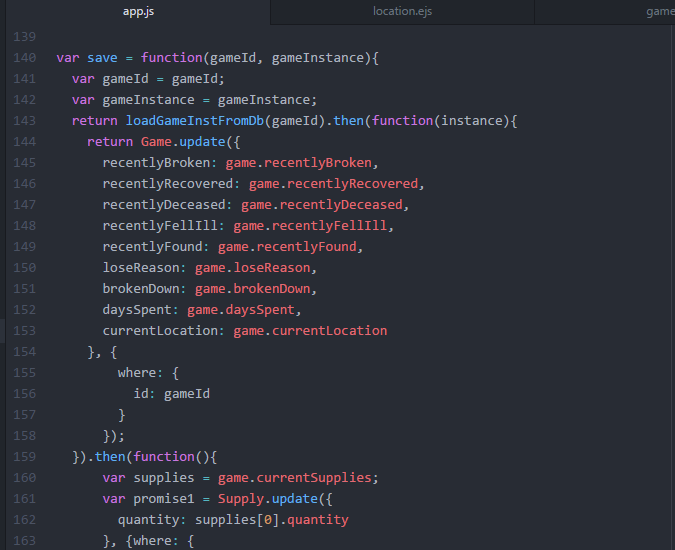 app.js
location.ejs
game
139
140 var save = function(gameId, gameInstance){
141 var gameId = gameId;
142 var gameInstance = gameInstance;
143 return loadGameInstFromDb(gameId).then(function(instance){
144 return Game.update({
145 recentlyBroken: game.recentlyBroken,
146 recentlyRecovered: game.recentlyRecovered,
147 recentlyDeceased: game.recentlyDeceased,
148 recentlyFellIll: game.recentlyFellIll,
149 recentlyFound: game.recentlyFound,
150 loseReason: game.loseReason,
151 brokenDown: game.brokenDown,
152 daysSpent: game.daysSpent,
153 currentLocation: game.currentLocation
154 }, {
155 where: {
156 id: gameId
157 }
158 });
159 }).then(function(){
160 var supplies = game.currentSupplies;
161 var promise1 = Supply.update({
162 quantity: supplies[0].quantity
163 }, {where: {